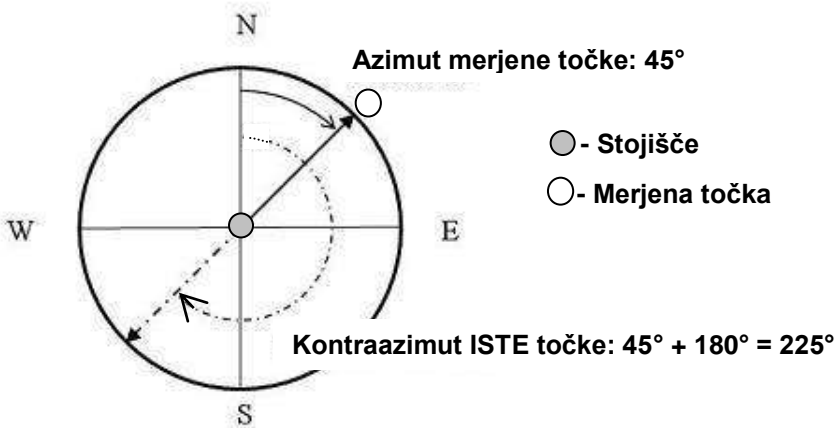 N
Azimut merjene točke: 45°
- Stojišče
- Merjena točka
W
E
Kontraazimut ISTE točke: 45° + 180° = 225°
S